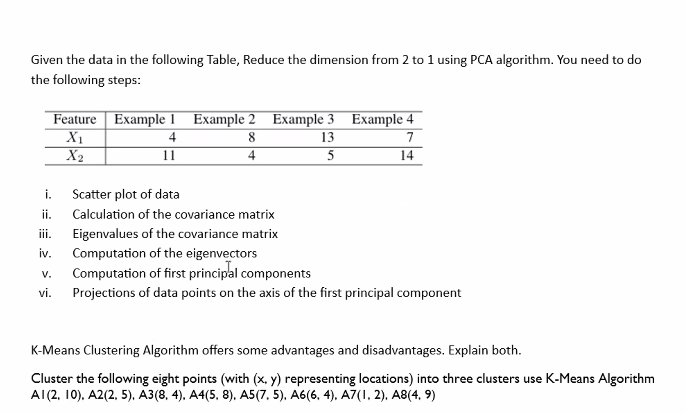 Given the data in the following Table, Reduce the dimension from 2 to 1 using PCA algorithm. You need to do
the following steps:
Feature Example 1 Example 2 Example 3 Example 4
X1 4 8 13 7
X2 11 4 5 14
i. Scatter plot of data
ii. Calculation of the covariance matrix
iii. Eigenvalues of the covariance matrix
iv. Computation of the eigenvectors
v. Computation of first principal components
vi. Projections of data points on the axis of the first principal component
K-Means Clustering Algorithm offers some advantages and disadvantages. Explain both.
Cluster the following eight points (with (x, y) representing locations) into three clusters use K-Means Algorithm
A1(2, 10), A2(2, 5), A3(8, 4), A4(5, 8), A5(7, 5), A6(6, 4), A7(1, 2), A8(4, 9)